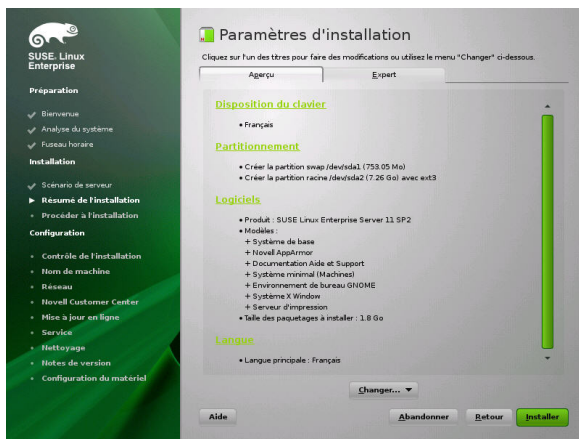 SUSE. Linux
Enterprise
Préparation
Bienvenue
Analyse du système
Fuseau horaire
Installation
Scénario de serveur
Résumé de l'installation
Procéder à l'installation
Configuration
Contrôle de l'installation
Nom de machine
Réseau
Novell Customer Center
Mise à jour en ligne
Service
Nettoyage
Notes de version
Configuration du matériel
Paramètres d'installation
Cliquez sur l'un des titres pour faire des modifications ou utilisez le menu "Changer" ci-dessous.
Aperçu
Expert
Disposition du clavier
• Français
Partitionnement
• Créer la partition swap /dev/sda1 (753.05 Mo)
• Créer la partition racine /dev/sda2 (7.26 Go) avec ext3
Logiciels
• Produit : SUSE Linux Enterprise Server 11 SP2
• Modèles :
+ Système de base
+ Novell AppArmor
+ Documentation Aide et Support
+ Système minimal (Machines)
+ Environnement de bureau GNOME
+ Système X Window
+ Serveur d'impression
• Taille des paquetages à installer : 1.8 Go
Langue
• Langue principale : Français
Changer...
Aide
Abandonner
Retour
Installer